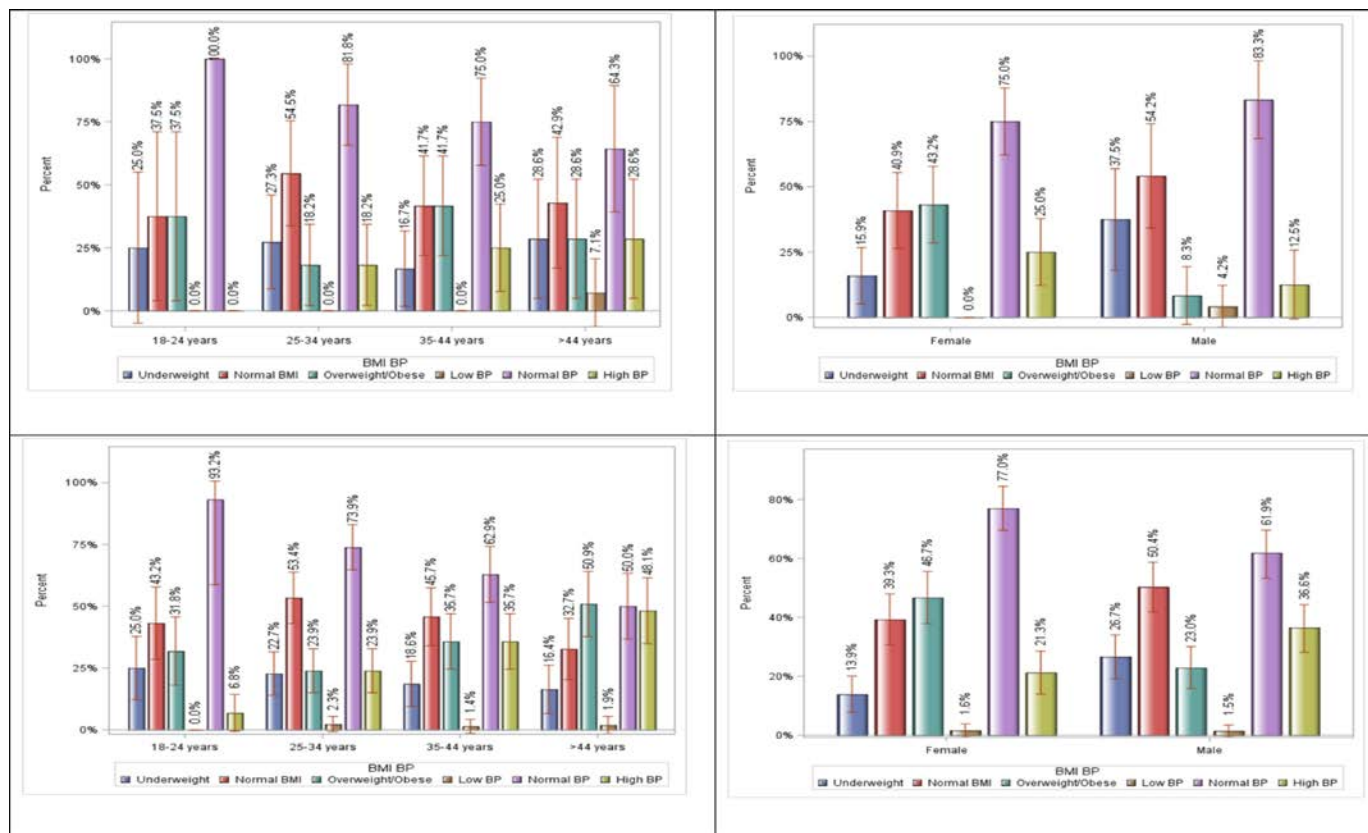 100%
75%
50%
25%
0%
Percent
25.0% 37.5% 37.5% 0.0% 100.0% 0.0%
27.3% 54.5% 18.2% 0.0% 81.8% 18.2%
16.7% 41.7% 41.7% 0.0% 75.0% 25.0%
28.6% 42.9% 28.6% 7.1% 64.3% 28.6%
18-24 years 25-34 years 35-44 years >44 years
BMI BP
Underweight Normal BMI Overweight/Obese Low BP Normal BP High BP
100%
75%
50%
25%
0%
Percent
15.9% 40.9% 43.2% 0.0% 75.0% 25.0%
37.5% 54.2% 8.3% 4.2% 83.3% 12.5%
Female Male
BMI BP
Underweight Normal BMI Overweight/Obese Low BP Normal BP High BP
100%
75%
50%
25%
0%
Percent
25.0% 43.2% 31.8% 0.0% 93.2% 6.8%
22.7% 53.4% 23.9% 2.3% 73.9% 23.9%
18.6% 45.7% 35.7% 1.4% 62.9% 35.7%
16.4% 32.7% 50.9% 1.9% 50.0% 48.1%
18-24 years 25-34 years 35-44 years >44 years
BMI BP
Underweight Normal BMI Overweight/Obese Low BP Normal BP High BP
80%
60%
40%
20%
0%
Percent
13.9% 39.3% 46.7% 1.6% 77.0% 21.3%
26.7% 50.4% 23.0% 1.5% 61.9% 36.6%
Female Male
BMI BP
Underweight Normal BMI Overweight/Obese Low BP Normal BP High BP